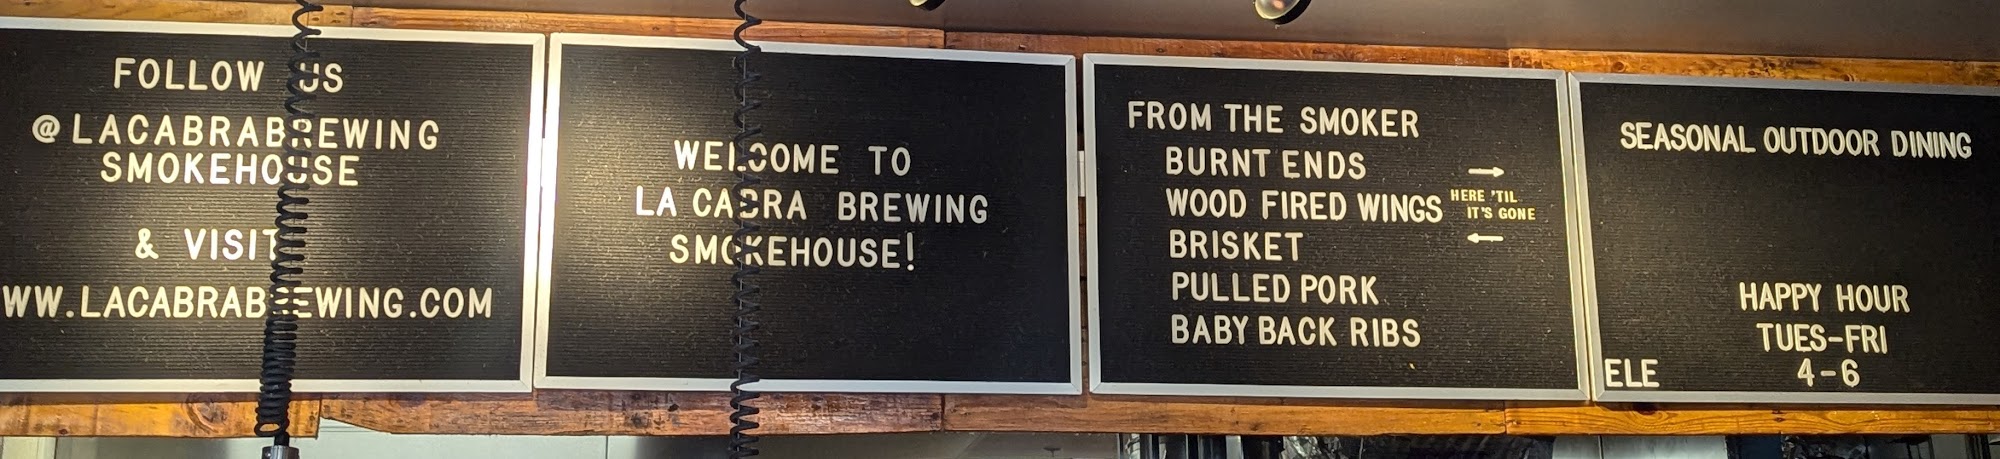 FOLLOW US
@LACABRABREWING
SMOKEHOUSE
& VISIT
WW.LACABRABREWING.COM
WELCOME TO
LA CABRA BREWING
SMOKEHOUSE!
FROM THE SMOKER
BURNT ENDS →
WOOD FIRED WINGS HERE 'TIL
IT'S GONE
BRISKET ←
PULLED PORK
BABY BACK RIBS
SEASONAL OUTDOOR DINING
HAPPY HOUR
TUES-FRI
4-6
ELE